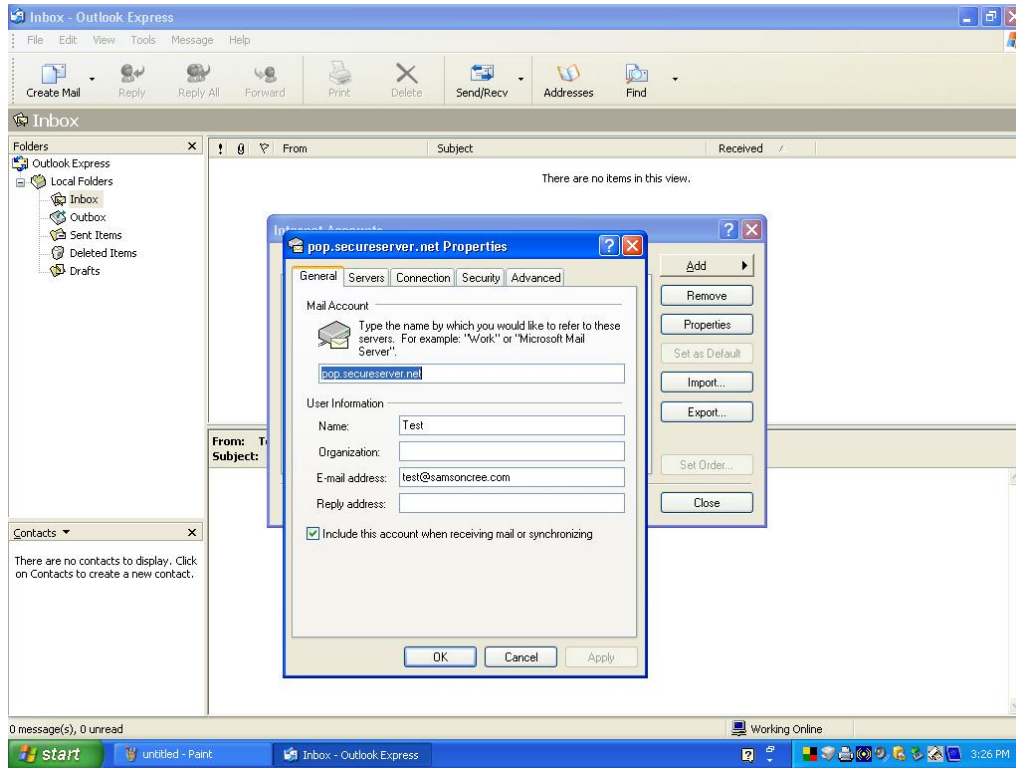 Inbox - Outlook Express
File Edit View Tools Message Help
Create Mail Reply Reply All Forward Print Delete Send/Recv Addresses Find
Inbox
Folders
Outlook Express
Local Folders
Inbox
Outbox
Sent Items
Deleted Items
Drafts
! From Subject Received
There are no items in this view.
Internet Accounts
pop.secureserver.net Properties
General Servers Connection Security Advanced
Mail Account
Type the name by which you would like to refer to these
servers. For example: "Work" or "Microsoft Mail
Server".
pop.secureserver.net
User Information
Name: Test
Organization:
E-mail address: test@samsoncree.com
Reply address:
Include this account when receiving mail or synchronizing
OK Cancel Apply
Add
Remove
Properties
Set as Default
Import...
Export...
Set Order...
Close
From: T
Subject:
Contacts
There are no contacts to display. Click
on Contacts to create a new contact.
0 message(s), 0 unread
Working Online
start untitled - Paint Inbox - Outlook Express 3:26 PM